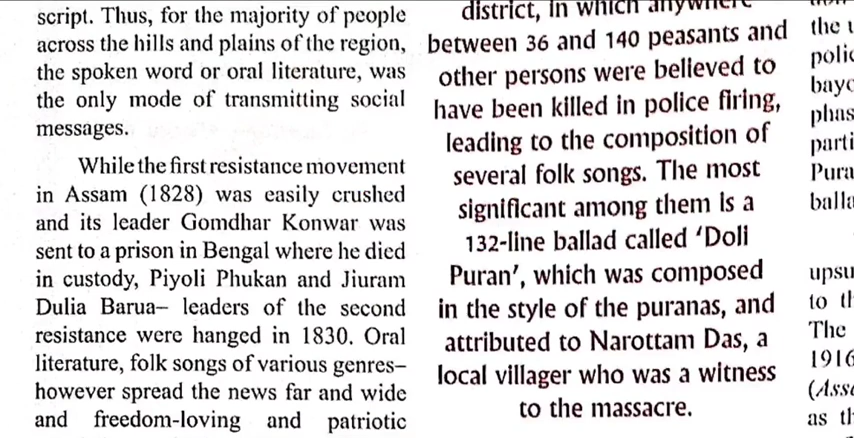 script. Thus, for the majority of people
across the hills and plains of the region,
the spoken word or oral literature, was
the only mode of transmitting social
messages.
While the first resistance movement
in Assam (1828) was easily crushed
and its leader Gomdhar Konwar was
sent to a prison in Bengal where he died
in custody, Piyoli Phukan and Jiuram
Dulia Barua– leaders of the second
resistance were hanged in 1830. Oral
literature, folk songs of various genres–
however spread the news far and wide
and freedom-loving and patriotic
district, in which anywhere
between 36 and 140 peasants and
other persons were believed to
have been killed in police firing,
leading to the composition of
several folk songs. The most
significant among them is a
132-line ballad called ‘Doli
Puran’, which was composed
in the style of the puranas, and
attributed to Narottam Das, a
local villager who was a witness
to the massacre.
the
to
The
1916
as